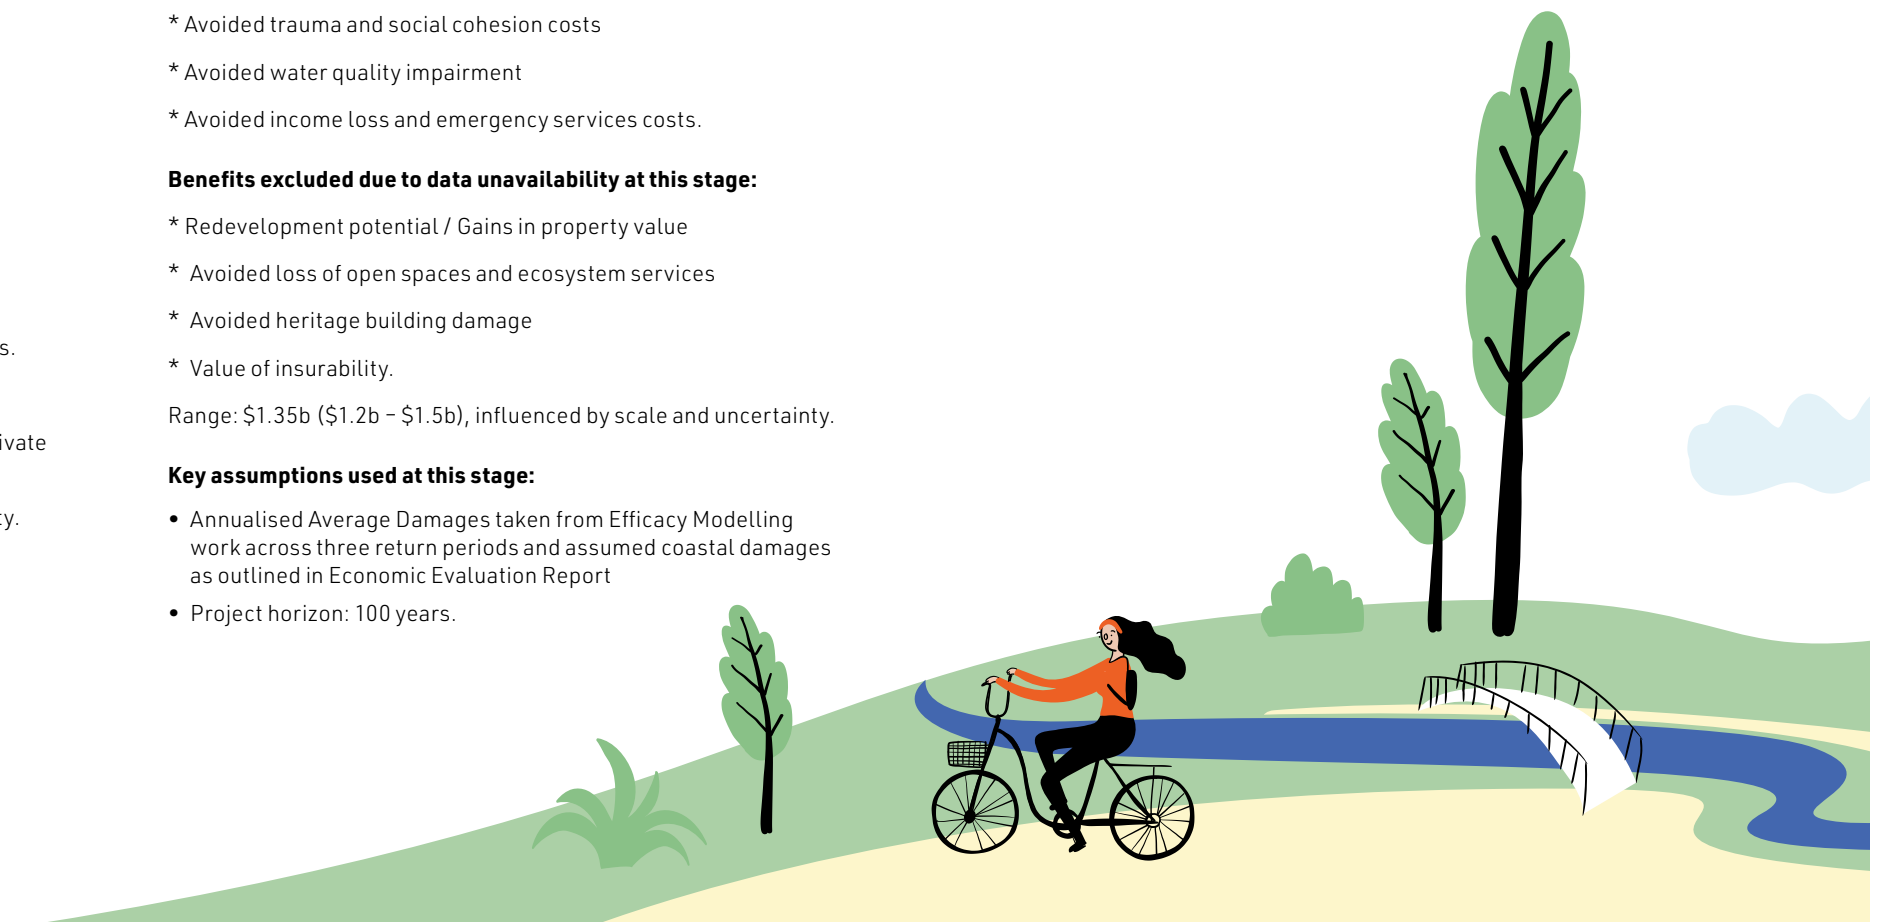 * Avoided trauma and social cohesion costs
* Avoided water quality impairment
* Avoided income loss and emergency services costs.
Benefits excluded due to data unavailability at this stage:
* Redevelopment potential / Gains in property value
* Avoided loss of open spaces and ecosystem services
* Avoided heritage building damage
* Value of insurability.
Range: $1.35b ($1.2b – $1.5b), influenced by scale and uncertainty.
Key assumptions used at this stage:
• Annualised Average Damages taken from Efficacy Modelling
work across three return periods and assumed coastal damages
as outlined in Economic Evaluation Report
• Project horizon: 100 years.